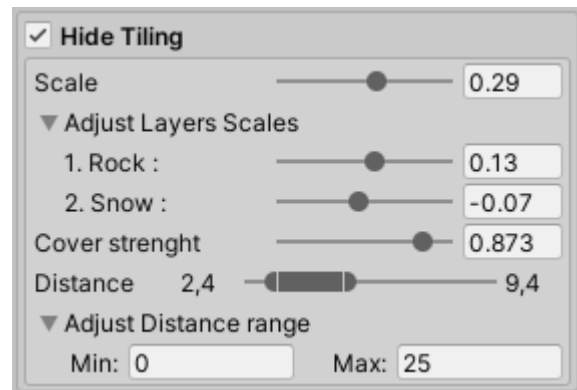 Hide Tiling
Scale 0.29
Adjust Layers Scales
1. Rock : 0.13
2. Snow : -0.07
Cover strenght 0.873
Distance 2,4 9,4
Adjust Distance range
Min: 0 Max: 25